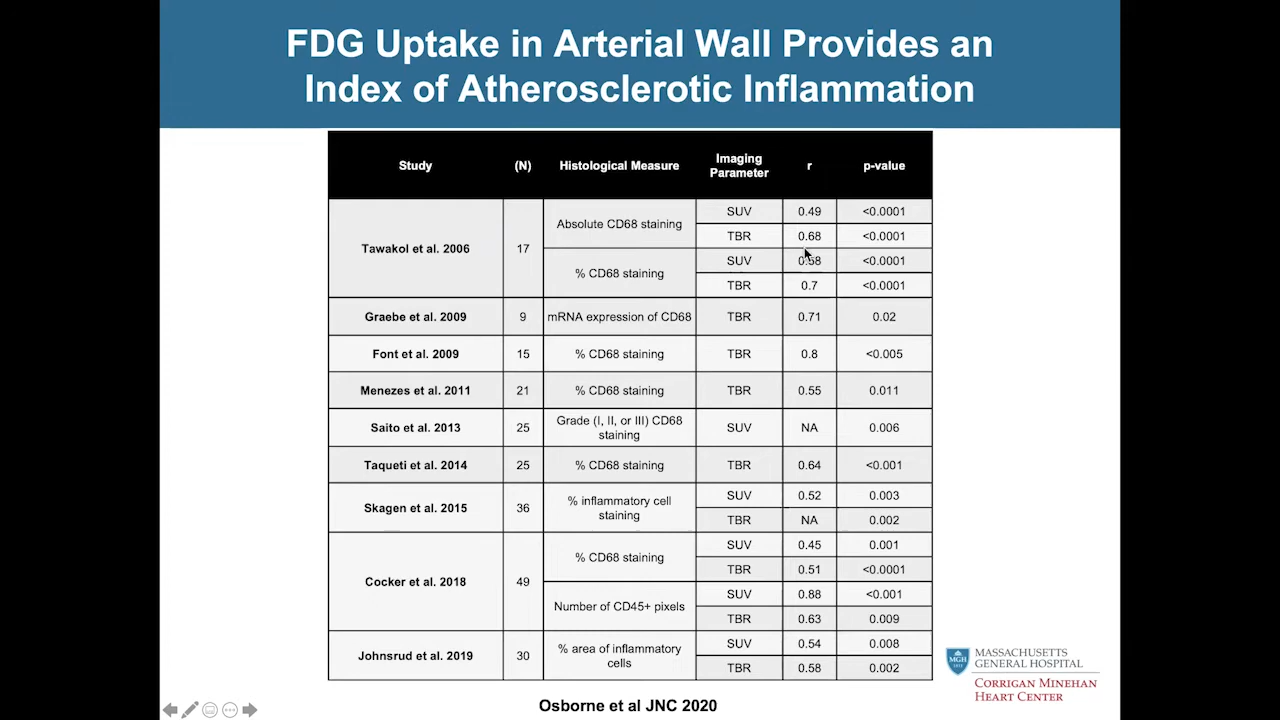 FDG Uptake in Arterial Wall Provides an
Index of Atherosclerotic Inflammation
Study (N) Histological Measure Imaging Parameter r p-value
Tawakol et al. 2006 17 Absolute CD68 staining SUV 0.49 <0.0001
TBR 0.68 <0.0001
% CD68 staining SUV 0.58 <0.0001
TBR 0.7 <0.0001
Graebe et al. 2009 9 mRNA expression of CD68 TBR 0.71 0.02
Font et al. 2009 15 % CD68 staining TBR 0.8 <0.005
Menezes et al. 2011 21 % CD68 staining TBR 0.55 0.011
Saito et al. 2013 25 Grade (I, II, or III) CD68 staining SUV NA 0.006
Taqueti et al. 2014 25 % CD68 staining TBR 0.64 <0.001
Skagen et al. 2015 36 % inflammatory cell staining SUV 0.52 0.003
TBR NA 0.002
Cocker et al. 2018 49 % CD68 staining SUV 0.45 0.001
TBR 0.51 <0.0001
Number of CD45+ pixels SUV 0.88 <0.001
TBR 0.63 0.009
Johnsrud et al. 2019 30 % area of inflammatory cells SUV 0.54 0.008
TBR 0.58 0.002
Osborne et al JNC 2020
MGH
1811
MASSACHUSETTS
GENERAL HOSPITAL
CORRIGAN MINEHAN
HEART CENTER